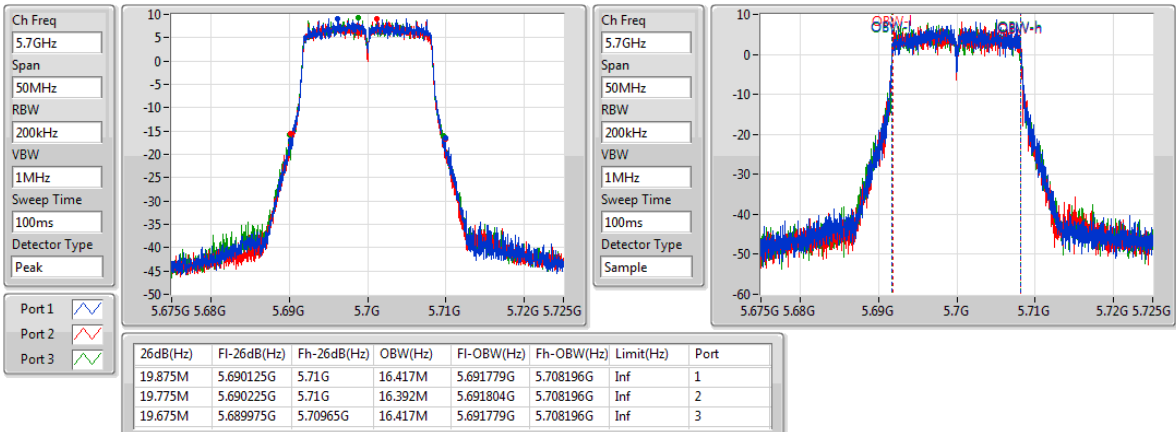 Ch Freq
5.7GHz
Span
50MHz
RBW
200kHz
VBW
1MHz
Sweep Time
100ms
Detector Type
Peak
10
5
0
-5
-10
-15
-20
-25
-30
-35
-40
-45
-50
5.675G 5.68G 5.69G 5.7G 5.71G 5.72G 5.725G
Ch Freq
5.7GHz
Span
50MHz
RBW
200kHz
VBW
1MHz
Sweep Time
100ms
Detector Type
Sample
OBW-l OBW-h
10
0
-10
-20
-30
-40
-50
-60
5.675G 5.68G 5.69G 5.7G 5.71G 5.72G 5.725G
Port 1
Port 2
Port 3
26dB(Hz) Fl-26dB(Hz) Fh-26dB(Hz) OBW(Hz) Fl-OBW(Hz) Fh-OBW(Hz) Limit(Hz) Port
19.875M 5.690125G 5.71G 16.417M 5.691779G 5.708196G Inf 1
19.775M 5.690225G 5.71G 16.392M 5.691804G 5.708196G Inf 2
19.675M 5.689975G 5.70965G 16.417M 5.691779G 5.708196G Inf 3